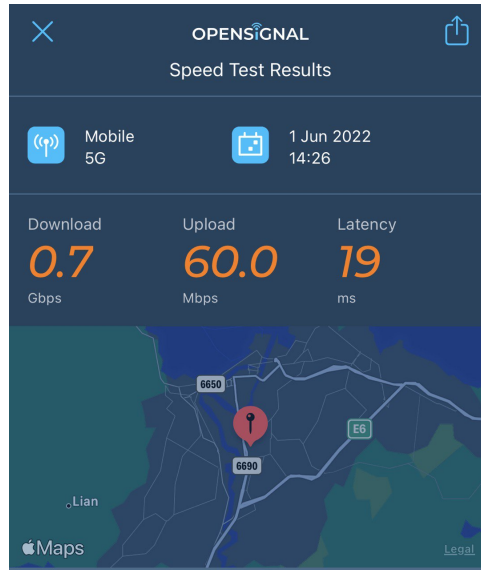 OPENSIGNAL
Speed Test Results
Mobile
5G
1 Jun 2022
14:26
Download
Upload
Latency
0.7
60.0
19
Gbps
Mbps
ms
6650
E6
6690
Lian
Maps
Legal